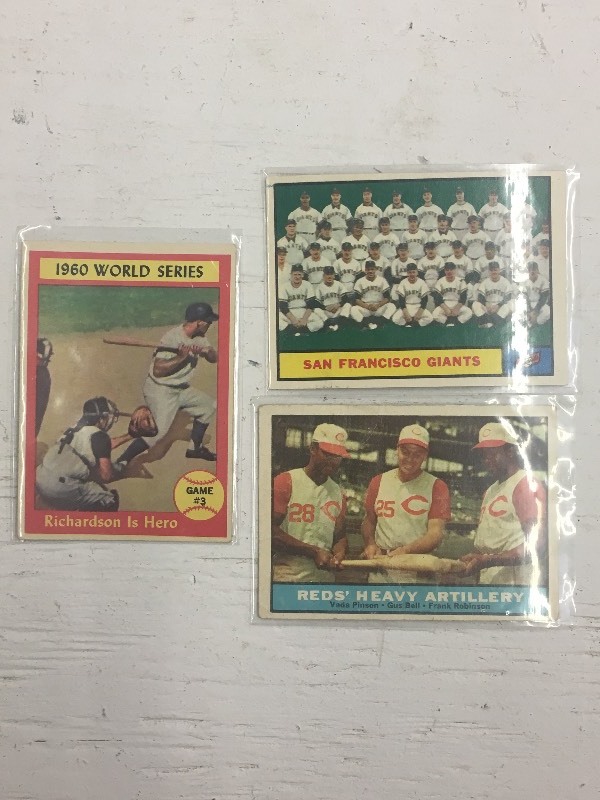 1960 WORLD SERIES
GAME
#3
Richardson Is Hero
SAN FRANCISCO GIANTS
28
25
C
REDS' HEAVY ARTILLERY
Vada Pinson • Gus Bell • Frank Robinson